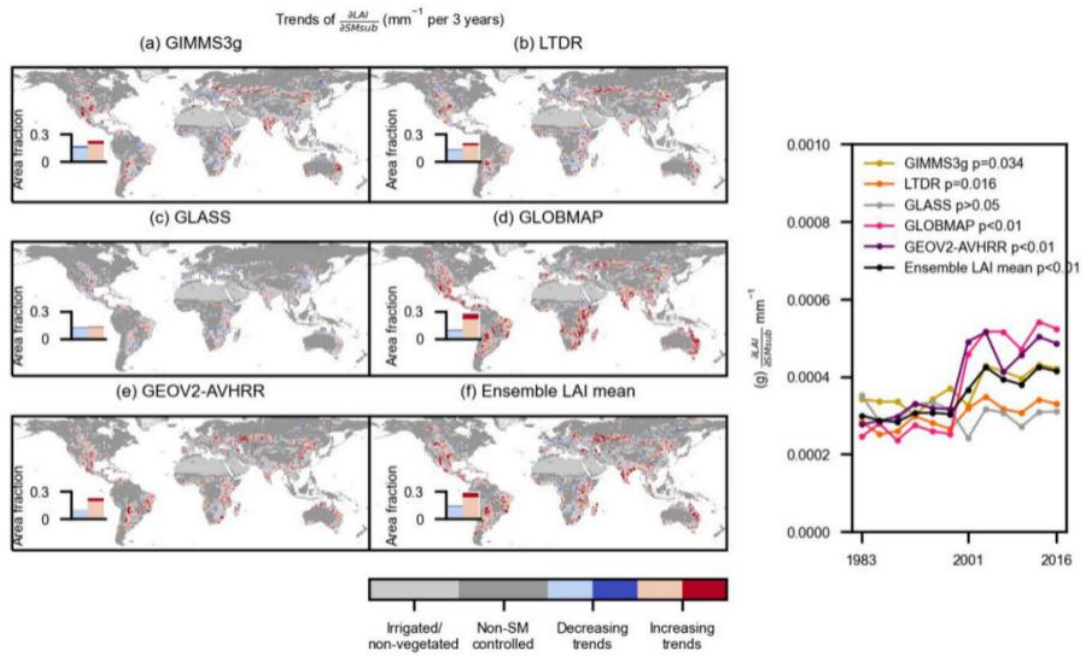 Trends of ∂LAI/∂SMsub (mm⁻¹ per 3 years)
(a) GIMMS3g
(b) LTDR
Area fraction
0.3
0
Area fraction
0.3
0
(c) GLASS
(d) GLOBMAP
Area fraction
0.3
0
Area fraction
0.3
0
(e) GEOV2-AVHRR
(f) Ensemble LAI mean
Area fraction
0.3
0
Area fraction
0.3
0
Irrigated/
non-vegetated
Non-SM
controlled
Decreasing
trends
Increasing
trends
(g) ∂LAI/∂SMsub mm⁻¹
0.0010
0.0008
0.0006
0.0004
0.0002
0.0000
GIMMS3g p=0.034
LTDR p=0.016
GLASS p>0.05
GLOBMAP p<0.01
GEOV2-AVHRR p<0.01
Ensemble LAI mean p<0.01
1983
2001
2016